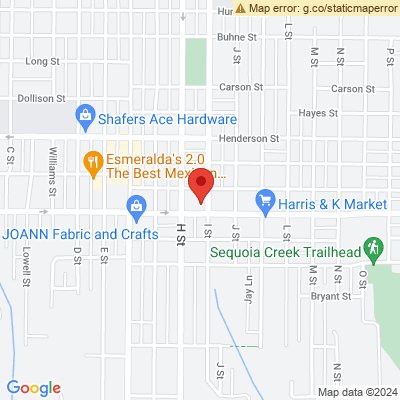 Map error: g.co/staticmaperror
Hur
Buhne St
Long St
J St
L St
M St
N St
P St
Carson St
Carson St
Dollison St
Hayes St
Shafers Ace Hardware
Henderson St
C St
Williams St
Esmeralda's 2.0
The Best Mexican...
Harris & K Market
JOANN Fabric and Crafts
H St
I St
J St
L St
Lowell St
D St
E St
Sequoia Creek Trailhead
M St
N St
O St
Jay Ln
Bryant St
N St
Google
Map data ©2024